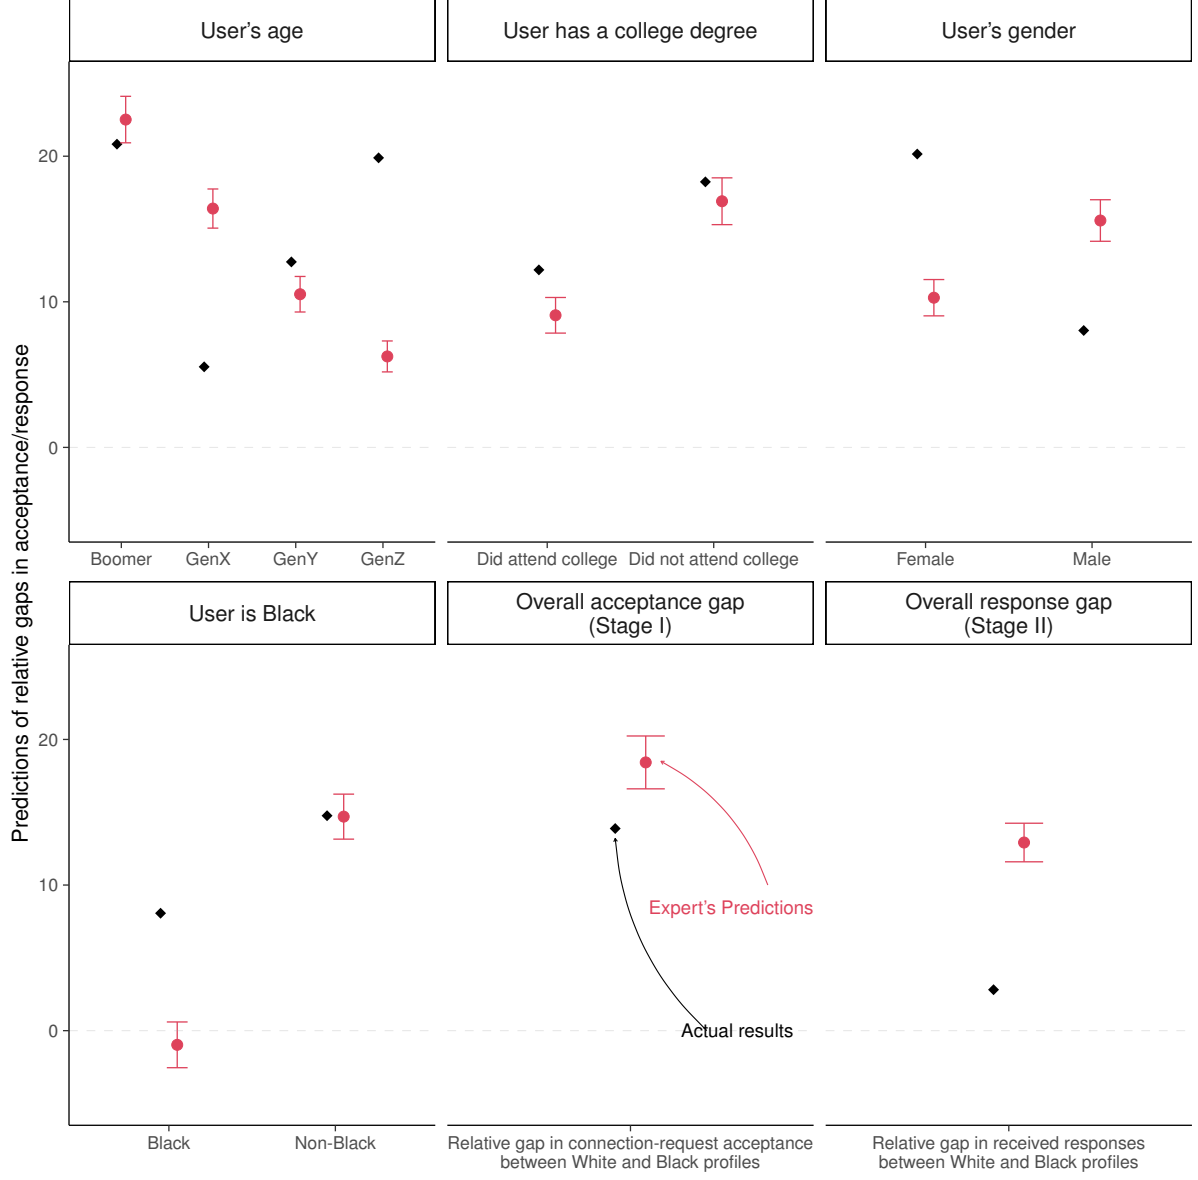 Predictions of relative gaps in acceptance/response
User’s age
User has a college degree
User’s gender
20
10
0
Boomer
GenX
GenY
GenZ
Did attend college
Did not attend college
Female
Male
User is Black
Overall acceptance gap
(Stage I)
Overall response gap
(Stage II)
20
10
0
Expert’s Predictions
Actual results
Black
Non-Black
Relative gap in connection-request acceptance
between White and Black profiles
Relative gap in received responses
between White and Black profiles